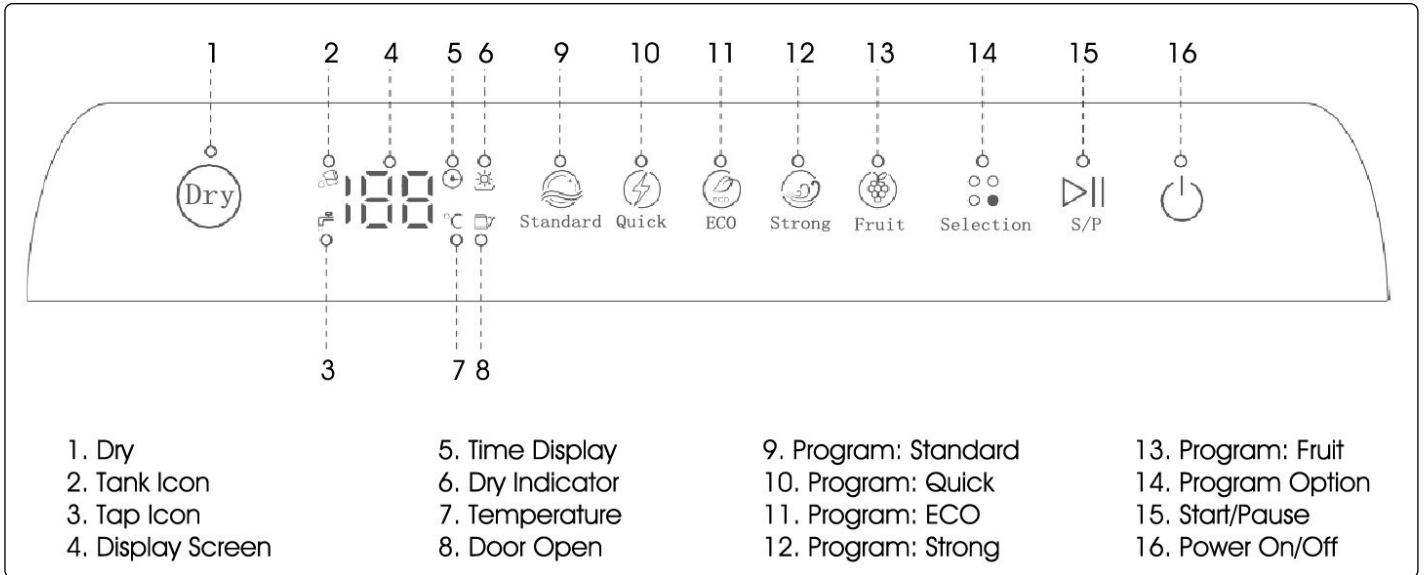 1 2 4 5 6 9 10 11 12 13 14 15 16
Dry
188
°C
Standard Quick ECO Strong Fruit Selection S/P
ECO
3 7 8
1. Dry
2. Tank Icon
3. Tap Icon
4. Display Screen
5. Time Display
6. Dry Indicator
7. Temperature
8. Door Open
9. Program: Standard
10. Program: Quick
11. Program: ECO
12. Program: Strong
13. Program: Fruit
14. Program Option
15. Start/Pause
16. Power On/Off